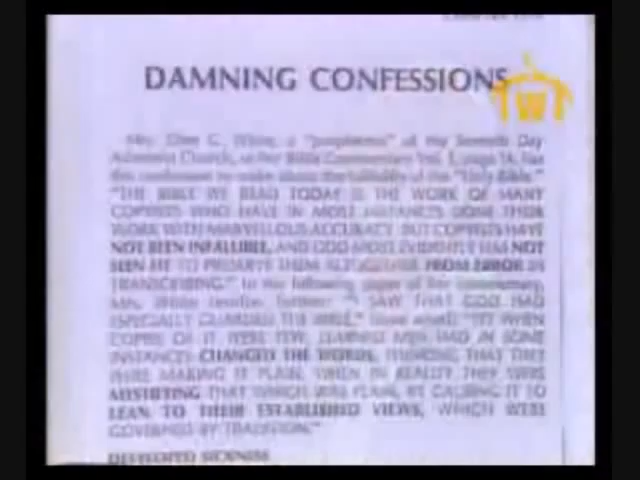 DAMNING CONFESSIONS
W
Mrs. Ellen G. White, a "prophetess" of the Seventh Day
Adventist Church, in her Bible Commentary Vol. 1, page 14, has
this confession to make about the fallibility of the "Holy Bible."
"THE BIBLE WE READ TODAY IS THE WORK OF MANY
COPYISTS WHO HAVE IN MOST INSTANCES DONE THEIR
WORK WITH MARVELLOUS ACCURACY. BUT COPYISTS HAVE
NOT BEEN INFALLIBLE, AND GOD MOST EVIDENTLY HAS NOT
SEEN FIT TO PRESERVE THEM ALTOGETHER FROM ERROR IN
TRANSCRIBING." In the following pages of her commentary,
Mrs. White testifies further: "I SAW THAT GOD HAD
ESPECIALLY GUARDED THE BIBLE," "YET WHEN
COPIES OF IT WERE FEW, LEARNED MEN HAD IN SOME
INSTANCES CHANGED THE WORDS, THINKING THAT THEY
WERE MAKING IT PLAIN, WHEN IN REALITY THEY WERE
MYSTIFYING THAT WHICH WAS PLAIN, BY CAUSING IT TO
LEAN TO THEIR ESTABLISHED VIEWS, WHICH WERE
GOVERNED BY TRADITION."
DEVELOPED SICKNESS